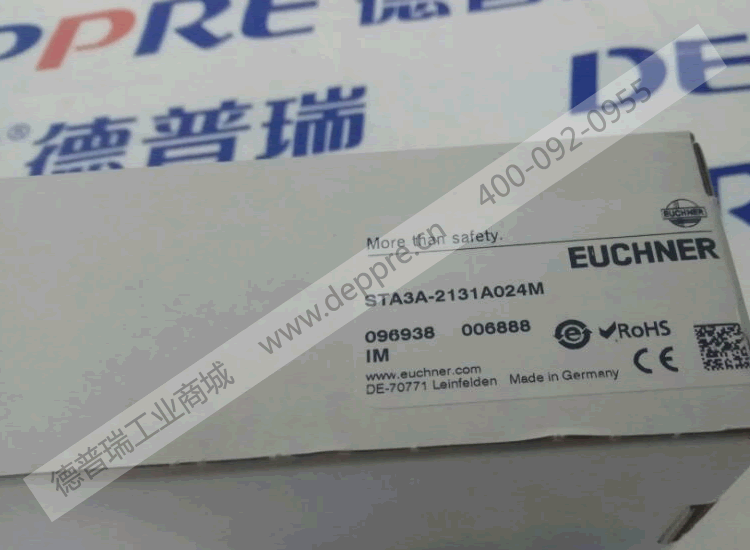 PPRE 德普瑞
®德普瑞
DE
德普瑞工业商城 www.deppre.cn 400-092-0955
EUCHNER
More than safety.
EUCHNER
STA3A-2131A024M
096938 006888
IM
RoHS
www.euchner.com
DE-70771 Leinfelden Made in Germany CE